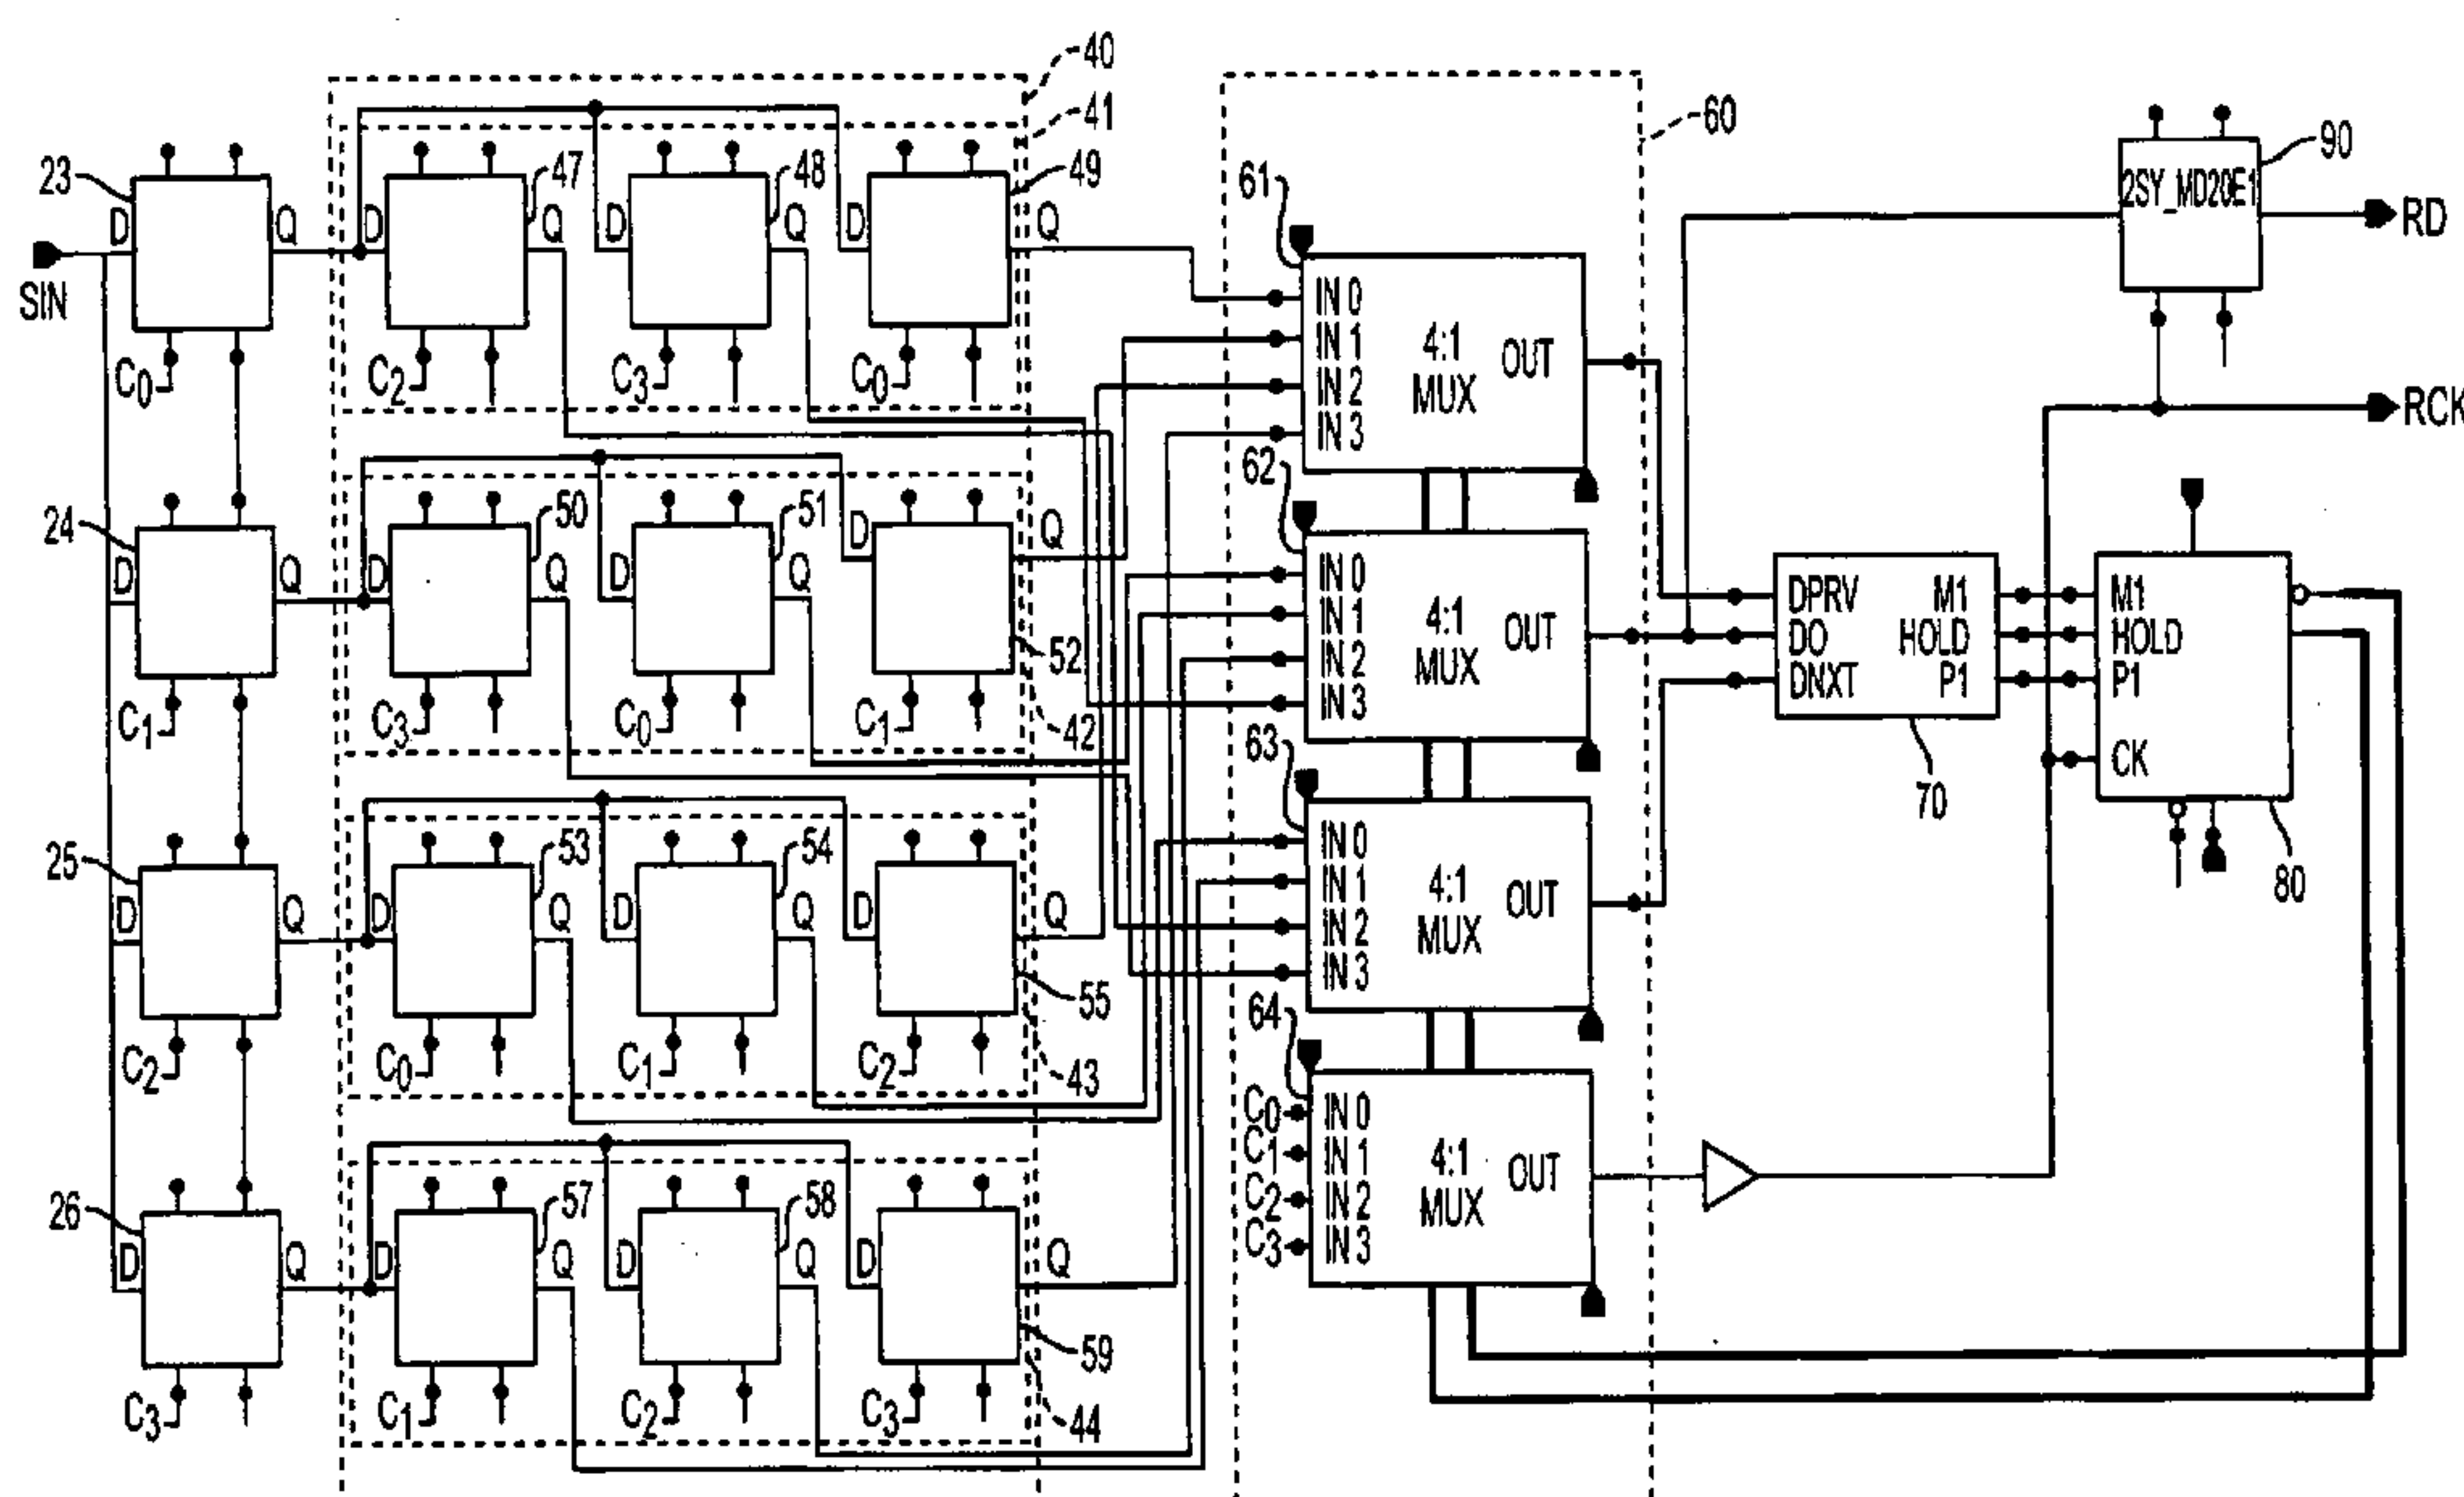 40
41
60
23
47
48
49
61
90
2SY_MD20E1
D
Q
D
Q
D
Q
D
Q
RD
SIN
IN 0
IN 1
IN 2
IN 3
4:1
MUX
OUT
C0
C2
C3
C0
RCK
62
24
50
51
D
Q
D
Q
D
Q
D
Q
52
IN 0
IN 1
IN 2
IN 3
4:1
MUX
OUT
DPRV
DO
DNXT
M1
HOLD
P1
M1
HOLD
P1
CK
C1
C3
C0
C1
42
63
70
80
25
53
54
D
Q
D
Q
D
Q
D
Q
IN 0
IN 1
IN 2
IN 3
4:1
MUX
OUT
55
C2
C0
C1
C2
43
64
C0
C1
C2
C3
IN 0
IN 1
IN 2
IN 3
4:1
MUX
OUT
26
57
58
D
Q
D
Q
D
Q
D
Q
59
C3
C1
C2
C3
44